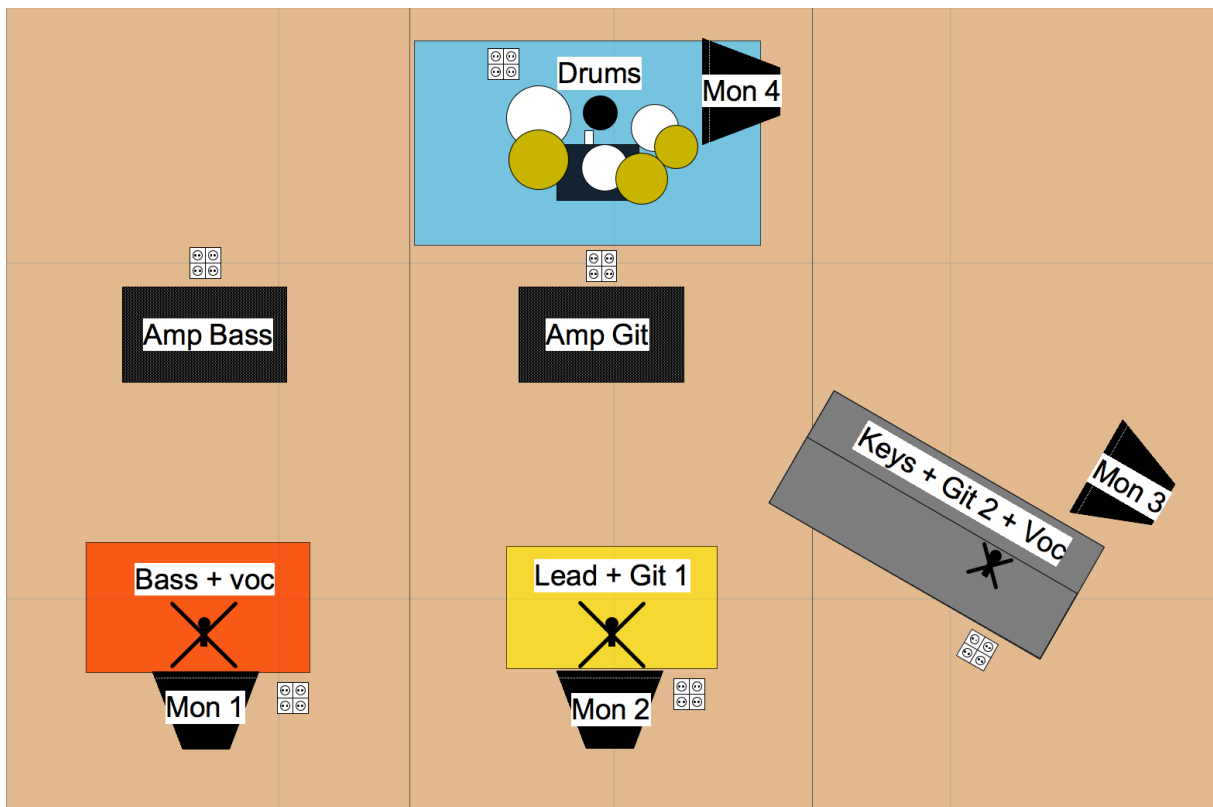 Drums
Mon 4
Amp Bass
Amp Git
Keys + Git 2 + Voc
Mon 3
Bass + voc
Lead + Git 1
Mon 1
Mon 2